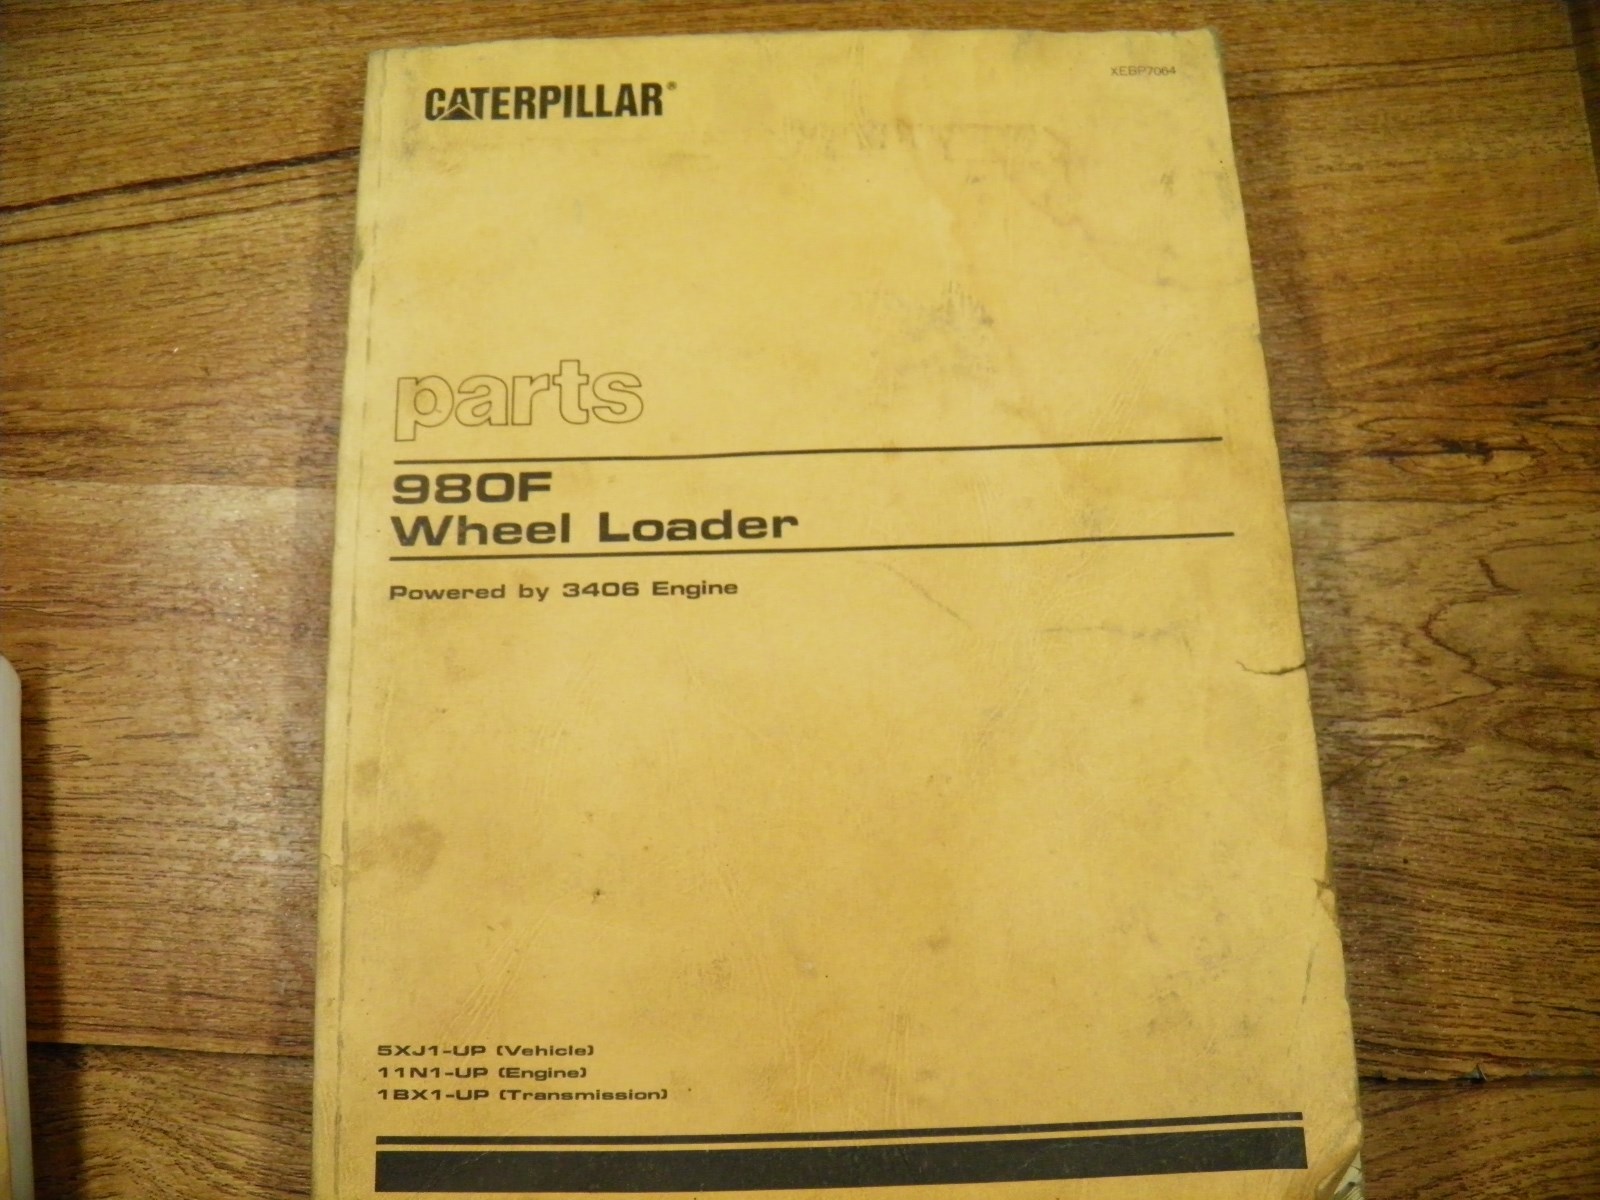 CATERPILLAR®
XEBP7064
parts
980F
Wheel Loader
Powered by 3406 Engine
5XJ1-UP (Vehicle)
11N1-UP (Engine)
1BX1-UP (Transmission)